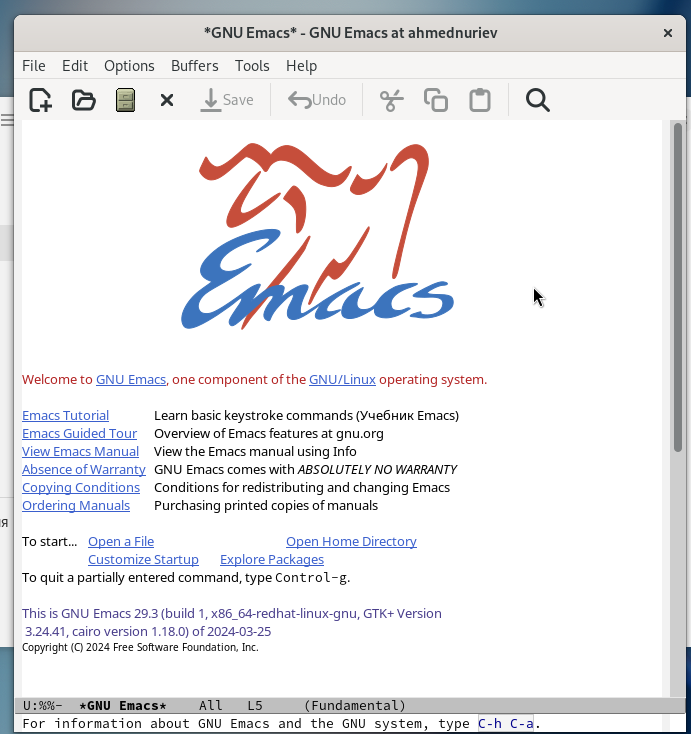 *GNU Emacs* - GNU Emacs at ahmednuriev
File Edit Options Buffers Tools Help
Save Undo
Emacs
Welcome to GNU Emacs, one component of the GNU/Linux operating system.
Emacs Tutorial Learn basic keystroke commands (Учебник Emacs)
Emacs Guided Tour Overview of Emacs features at gnu.org
View Emacs Manual View the Emacs manual using Info
Absence of Warranty GNU Emacs comes with ABSOLUTELY NO WARRANTY
Copying Conditions Conditions for redistributing and changing Emacs
Ordering Manuals Purchasing printed copies of manuals
я
To start... Open a File Open Home Directory
Customize Startup Explore Packages
To quit a partially entered command, type Control-g.
This is GNU Emacs 29.3 (build 1, x86_64-redhat-linux-gnu, GTK+ Version
3.24.41, cairo version 1.18.0) of 2024-03-25
Copyright (C) 2024 Free Software Foundation, Inc.
U:%%- *GNU Emacs* All L5 (Fundamental)
For information about GNU Emacs and the GNU system, type C-h C-a.